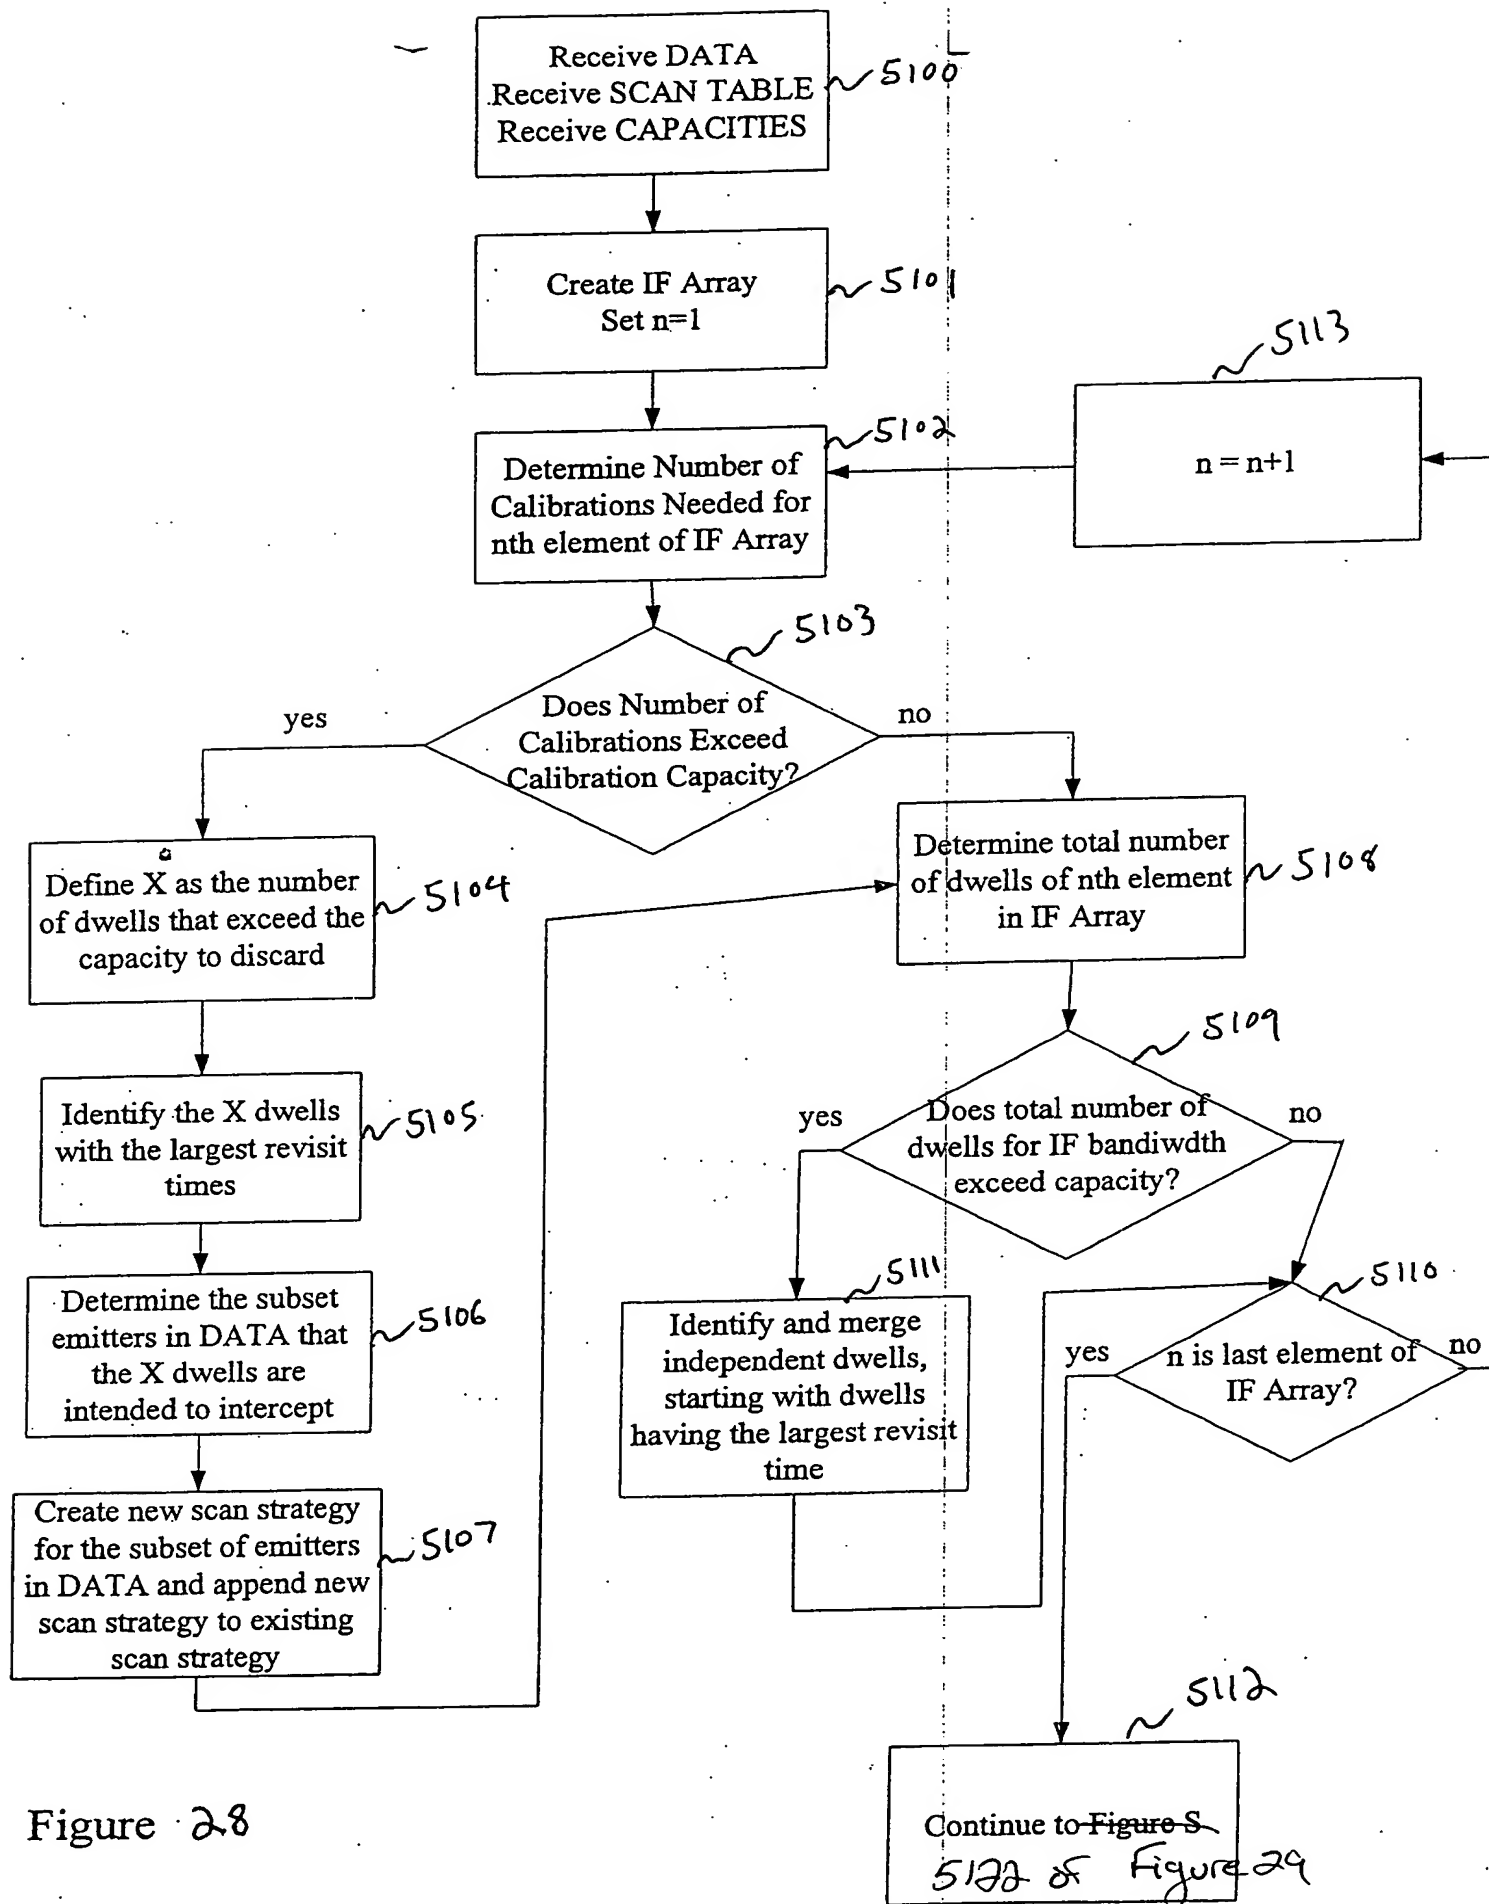 Receive DATA
Receive SCAN TABLE
Receive CAPACITIES
5100
Create IF Array
Set n=1
5101
5113
n = n+1
5102
Determine Number of
Calibrations Needed for
nth element of IF Array
5103
Does Number of
Calibrations Exceed
Calibration Capacity?
yes
no
Define X as the number
of dwells that exceed the
capacity to discard
5104
Determine total number
of dwells of nth element
in IF Array
5108
5109
Identify the X dwells
with the largest revisit
times
5105
yes
Does total number of
dwells for IF bandiwdth
exceed capacity?
no
Determine the subset
emitters in DATA that
the X dwells are
intended to intercept
5106
5111
Identify and merge
independent dwells,
starting with dwells
having the largest revisit
time
5110
yes
n is last element of
IF Array?
no
Create new scan strategy
for the subset of emitters
in DATA and append new
scan strategy to existing
scan strategy
5107
5112
Continue to Figure S
5122 of Figure 29
Figure 28